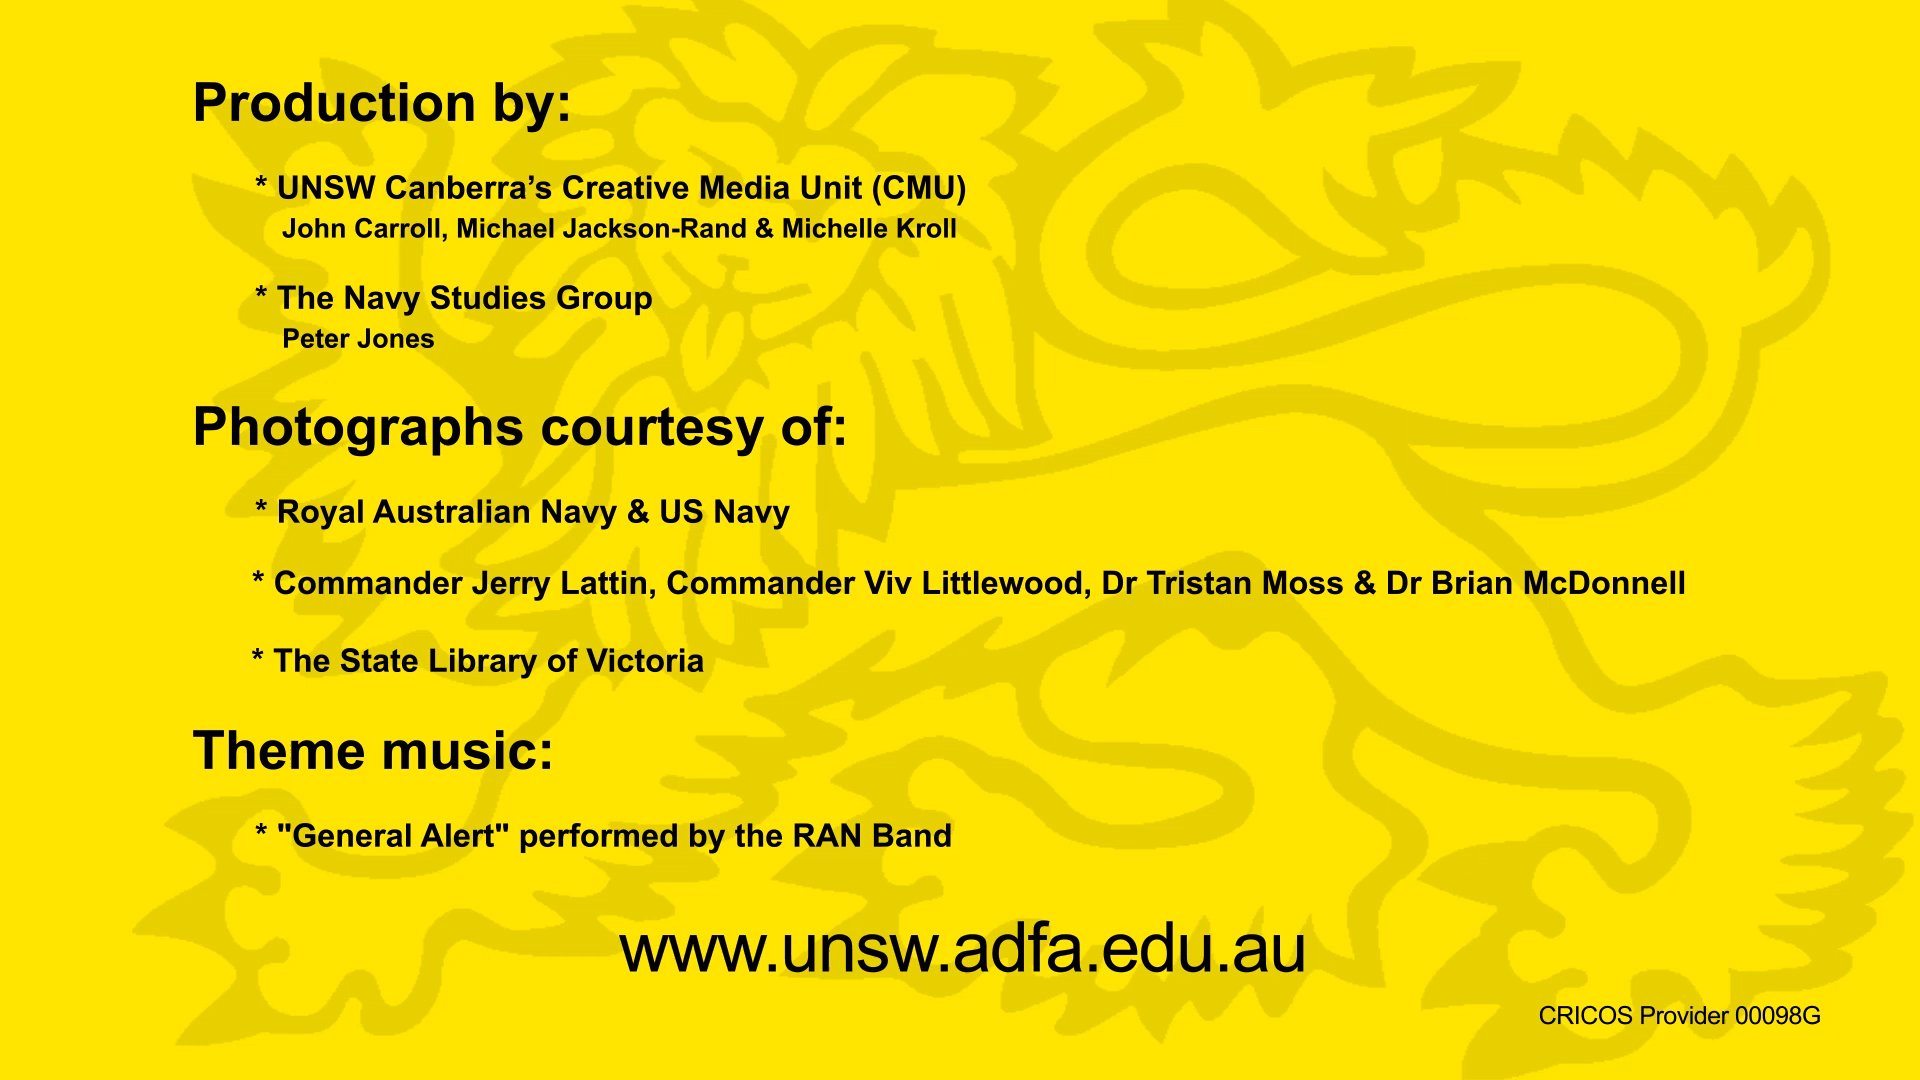 Production by:
* UNSW Canberra’s Creative Media Unit (CMU)
John Carroll, Michael Jackson-Rand & Michelle Kroll
* The Navy Studies Group
Peter Jones
Photographs courtesy of:
* Royal Australian Navy & US Navy
* Commander Jerry Lattin, Commander Viv Littlewood, Dr Tristan Moss & Dr Brian McDonnell
* The State Library of Victoria
Theme music:
* "General Alert" performed by the RAN Band
www.unsw.adfa.edu.au
CRICOS Provider 00098G